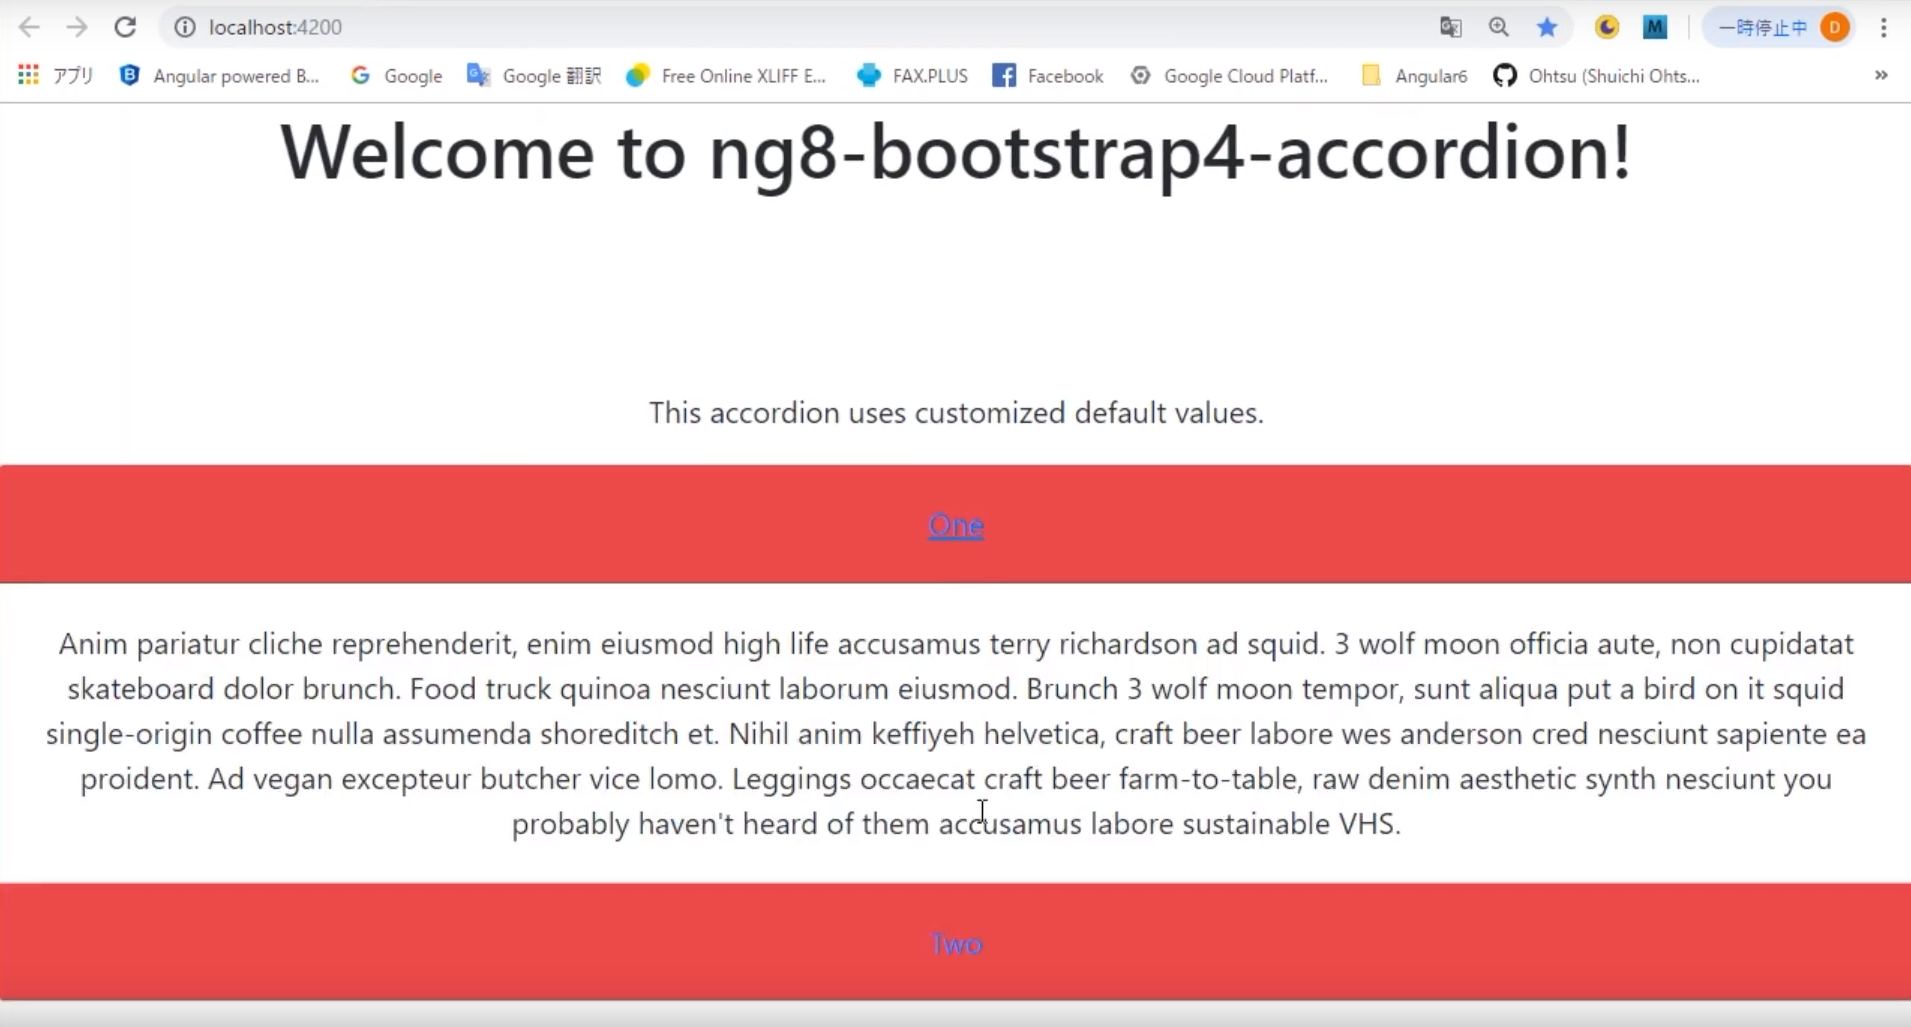 localhost:4200
M
一時停止中
D
アプリ
B
Angular powered B...
G
Google
Google 翻訳
Free Online XLIFF E...
FAX.PLUS
Facebook
Google Cloud Platf...
Angular6
Ohtsu (Shuichi Ohts...
»
Welcome to ng8-bootstrap4-accordion!
This accordion uses customized default values.
One
Anim pariatur cliche reprehenderit, enim eiusmod high life accusamus terry richardson ad squid. 3 wolf moon officia aute, non cupidatat
skateboard dolor brunch. Food truck quinoa nesciunt laborum eiusmod. Brunch 3 wolf moon tempor, sunt aliqua put a bird on it squid
single-origin coffee nulla assumenda shoreditch et. Nihil anim keffiyeh helvetica, craft beer labore wes anderson cred nesciunt sapiente ea
proident. Ad vegan excepteur butcher vice lomo. Leggings occaecat craft beer farm-to-table, raw denim aesthetic synth nesciunt you
probably haven't heard of them accusamus labore sustainable VHS.
Two